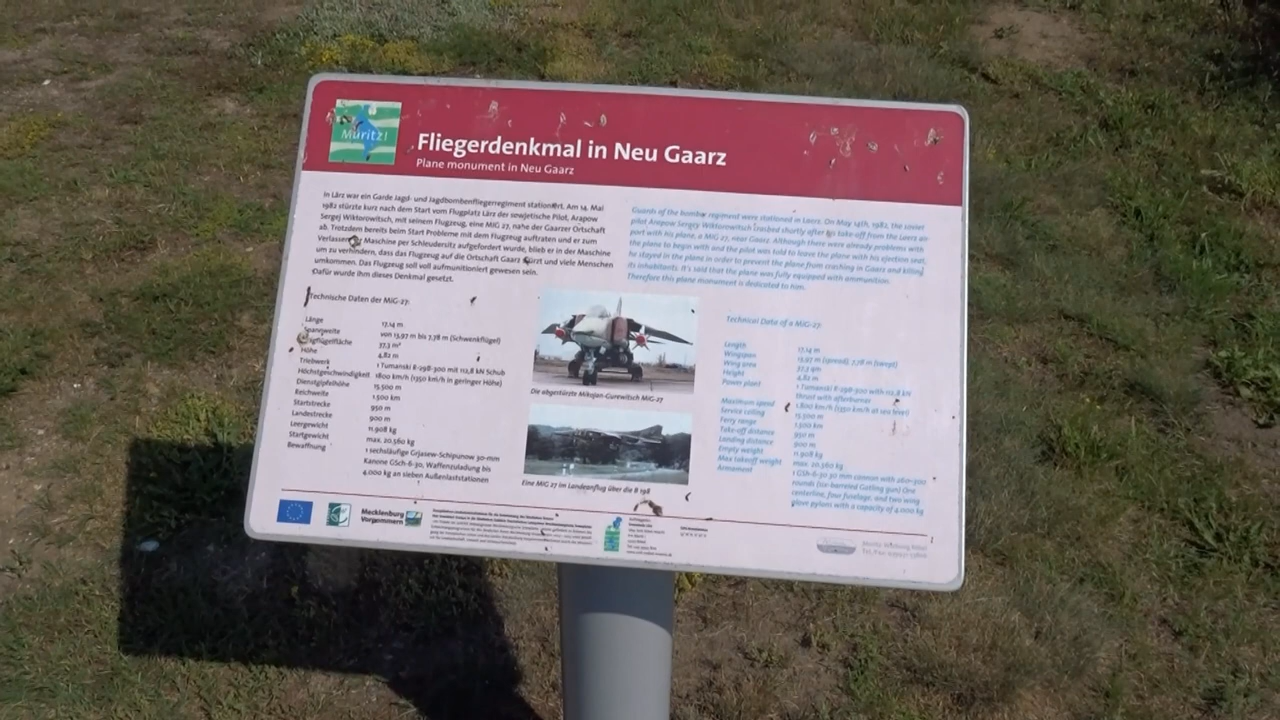 Müritz!
Fliegerdenkmal in Neu Gaarz
Plane monument in Neu Gaarz
In Lärz war ein Garde Jagd- und Jagdbombenfliegerregiment stationiert. Am 14. Mai
1982 stürzte kurz nach dem Start vom Flugplatz Lärz der sowjetische Pilot, Arapow
Sergej Wiktorowitsch, mit seinem Flugzeug, eine MIG 27, nahe der Gaarzer Ortschaft
ab. Trotzdem bereits beim Start Probleme mit dem Flugzeug auftraten und er zum
Verlassen Maschine per Schleudersitz aufgefordert wurde, blieb er in der Maschine
um zu verhindern, dass das Flugzeug auf die Ortschaft Gaarz stürzt und viele Menschen
umkommen. Das Flugzeug soll voll aufmunitioniert gewesen sein.
Dafür wurde ihm dieses Denkmal gesetzt.
Guards of the bomber regiment were stationed in Laerz. On May 14th, 1982, the soviet
pilot Arapow Sergey Wiktorowitsch crashed shortly after his take off from the Laerz air-
port with his plane, a MIG 27, near Gaarz. Although there were already problems with
the plane to begin with and the pilot was told to leave the plane with his ejection seat,
he stayed in the plane in order to prevent the plane from crashing in Gaarz and killing
its inhabitants. It's said that the plane was fully equipped with ammunition.
Therefore this plane monument is dedicated to him.
Technische Daten der MiG-27:
Länge 17,14 m
Spannweite von 13,97 m bis 7,78 m (Schwenkflügel)
Tragflügelfläche 37,3 m²
Höhe 4,82 m
Triebwerk 1 Tumanski R-29B-300 mit 112,8 kN Schub
Höchstgeschwindigkeit 1800 km/h (1350 km/h in geringer Höhe)
Dienstgipfelhöhe 15.500 m
Reichweite 1.500 km
Startstrecke 950 m
Landestrecke 900 m
Leergewicht 11.908 kg
Startgewicht max. 20.560 kg
Bewaffnung 1 sechsläufige Grjasew-Schipunow 30-mm
Kanone GSch-6-30, Waffenzuladung bis
4.000 kg an sieben Außenlaststationen
Die abgestürzte Mikojan-Gurewitsch MiG-27
Eine MIG 27 im Landeanflug über die B 198
Technical Data of a MiG-27:
Length 17,14 m
Wingspan 13,97 m (spread), 7,78 m (swept)
Wing area 37,3 qm
Height 4,82 m
Power plant 1 Tumanski R-29B-300 with 112,8 kN
thrust with afterburner
Maximum speed 1.800 km/h (1350 km/h at sea level)
Service ceiling 15.500 m
Ferry range 1.500 km
Take-off distance 950 m
Landing distance 900 m
Empty weight 11.908 kg
Max takeoff weight max. 20.560 kg
Armament 1 GSh-6-30 30 mm cannon with 260–300
rounds (six-barreled Gatling gun) One
centerline, four fuselage, and two wing
glove pylons with a capacity of 4.000 kg
Mecklenburg
Vorpommern